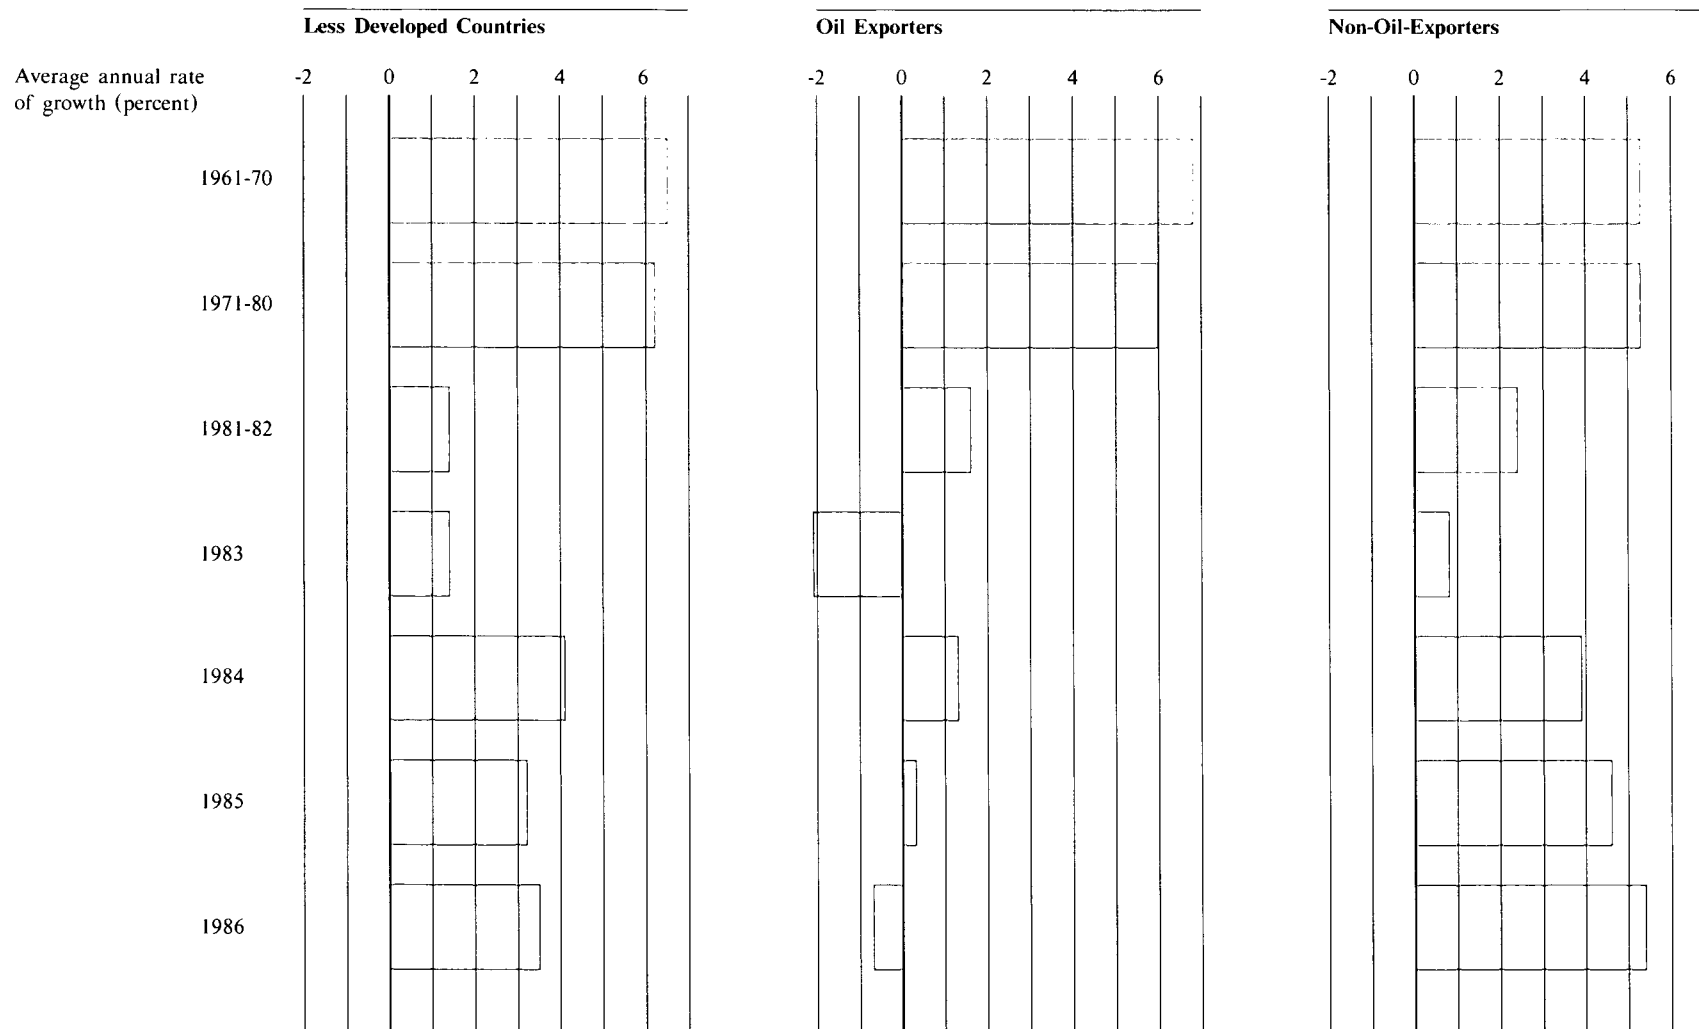 Less Developed Countries
Oil Exporters
Non-Oil-Exporters
Average annual rate
of growth (percent)
-2 0 2 4 6
-2 0 2 4 6
-2 0 2 4 6
1961-70
1971-80
1981-82
1983
1984
1985
1986